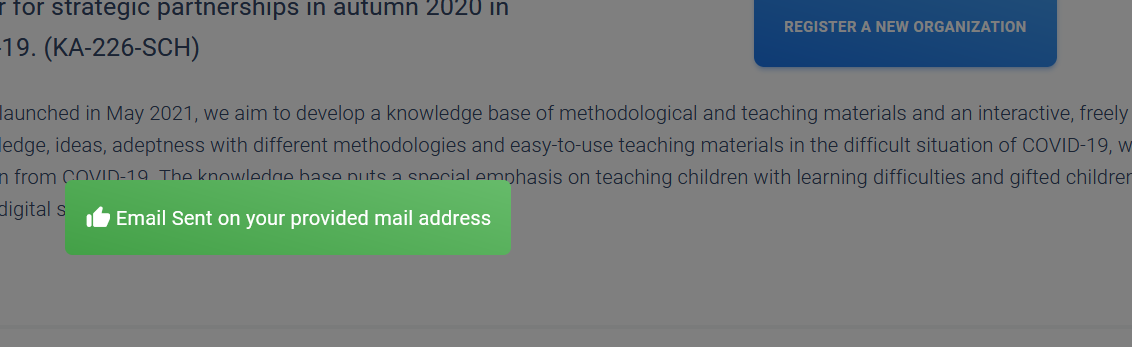 r for strategic partnerships in autumn 2020 in
-19. (KA-226-SCH)
REGISTER A NEW ORGANIZATION
launched in May 2021, we aim to develop a knowledge base of methodological and teaching materials and an interactive, freely
ledge, ideas, adeptness with different methodologies and easy-to-use teaching materials in the difficult situation of COVID-19, w
n from COVID-19. The knowledge base puts a special emphasis on teaching children with learning difficulties and gifted children
digital s
Email Sent on your provided mail address